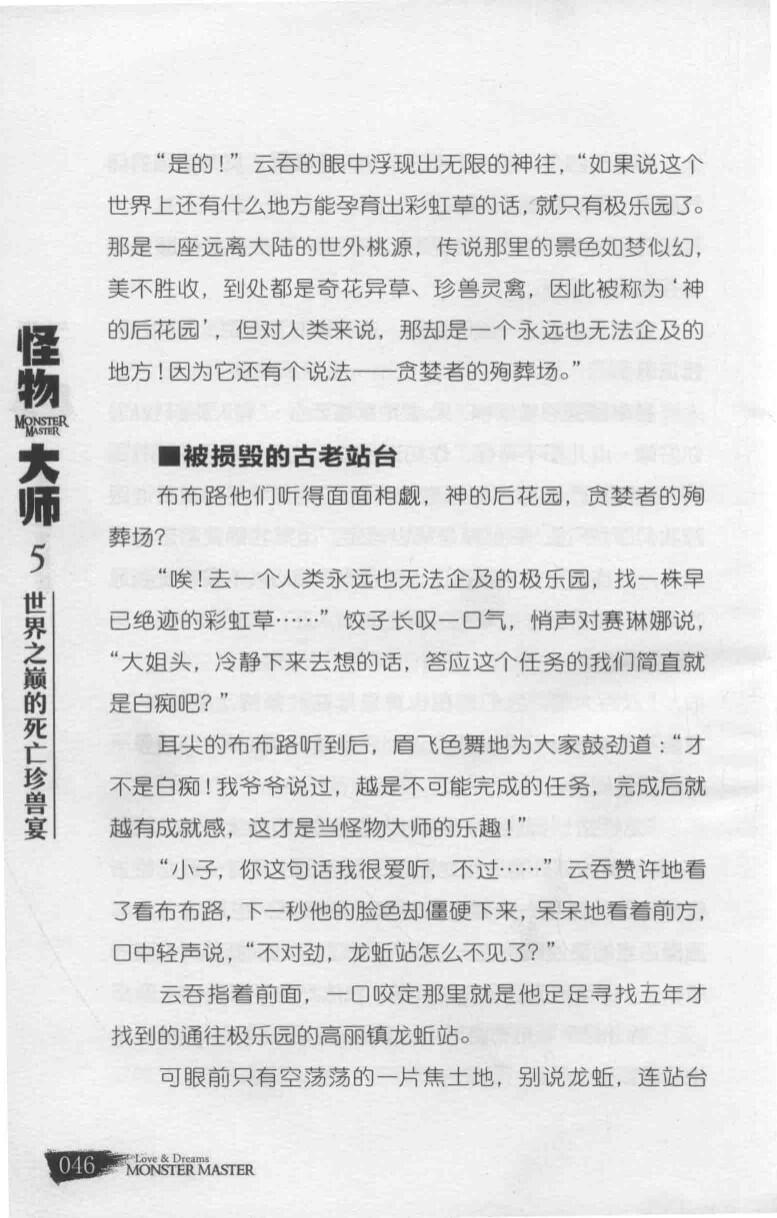 “是的！”云吞的眼中浮现出无限的神往，“如果说这个
世界上还有什么地方能孕育出彩虹草的话，就只有极乐园了。
那是一座远离大陆的世外桃源，传说那里的景色如梦似幻，
美不胜收，到处都是奇花异草、珍兽灵禽，因此被称为‘神
的后花园’，但对人类来说，那却是一个永远也无法企及的
地方！因为它还有个说法——贪婪者的殉葬场。”
■被损毁的古老站台
布布路他们听得面面相觑，神的后花园，贪婪者的殉
葬场？
“唉！去一个人类永远也无法企及的极乐园，找一株早
已绝迹的彩虹草……”饺子长叹一口气，悄声对赛琳娜说，
“大姐头，冷静下来去想的话，答应这个任务的我们简直就
是白痴吧？”
耳尖的布布路听到后，眉飞色舞地为大家鼓劲道：“才
不是白痴！我爷爷说过，越是不可能完成的任务，完成后就
越有成就感，这才是当怪物大师的乐趣！”
“小子，你这句话我很爱听，不过……”云吞赞许地看
了看布布路，下一秒他的脸色却僵硬下来，呆呆地看着前方，
口中轻声说，“不对劲，龙蚯站怎么不见了？”
云吞指着前面，一口咬定那里就是他足足寻找五年才
找到的通往极乐园的高丽镇龙蚯站。
可眼前只有空荡荡的一片焦土地，别说龙蚯，连站台
怪物
MONSTER
MASTER
大师
5
世界之巅的死亡珍兽宴
046
Love & Dreams
MONSTER MASTER